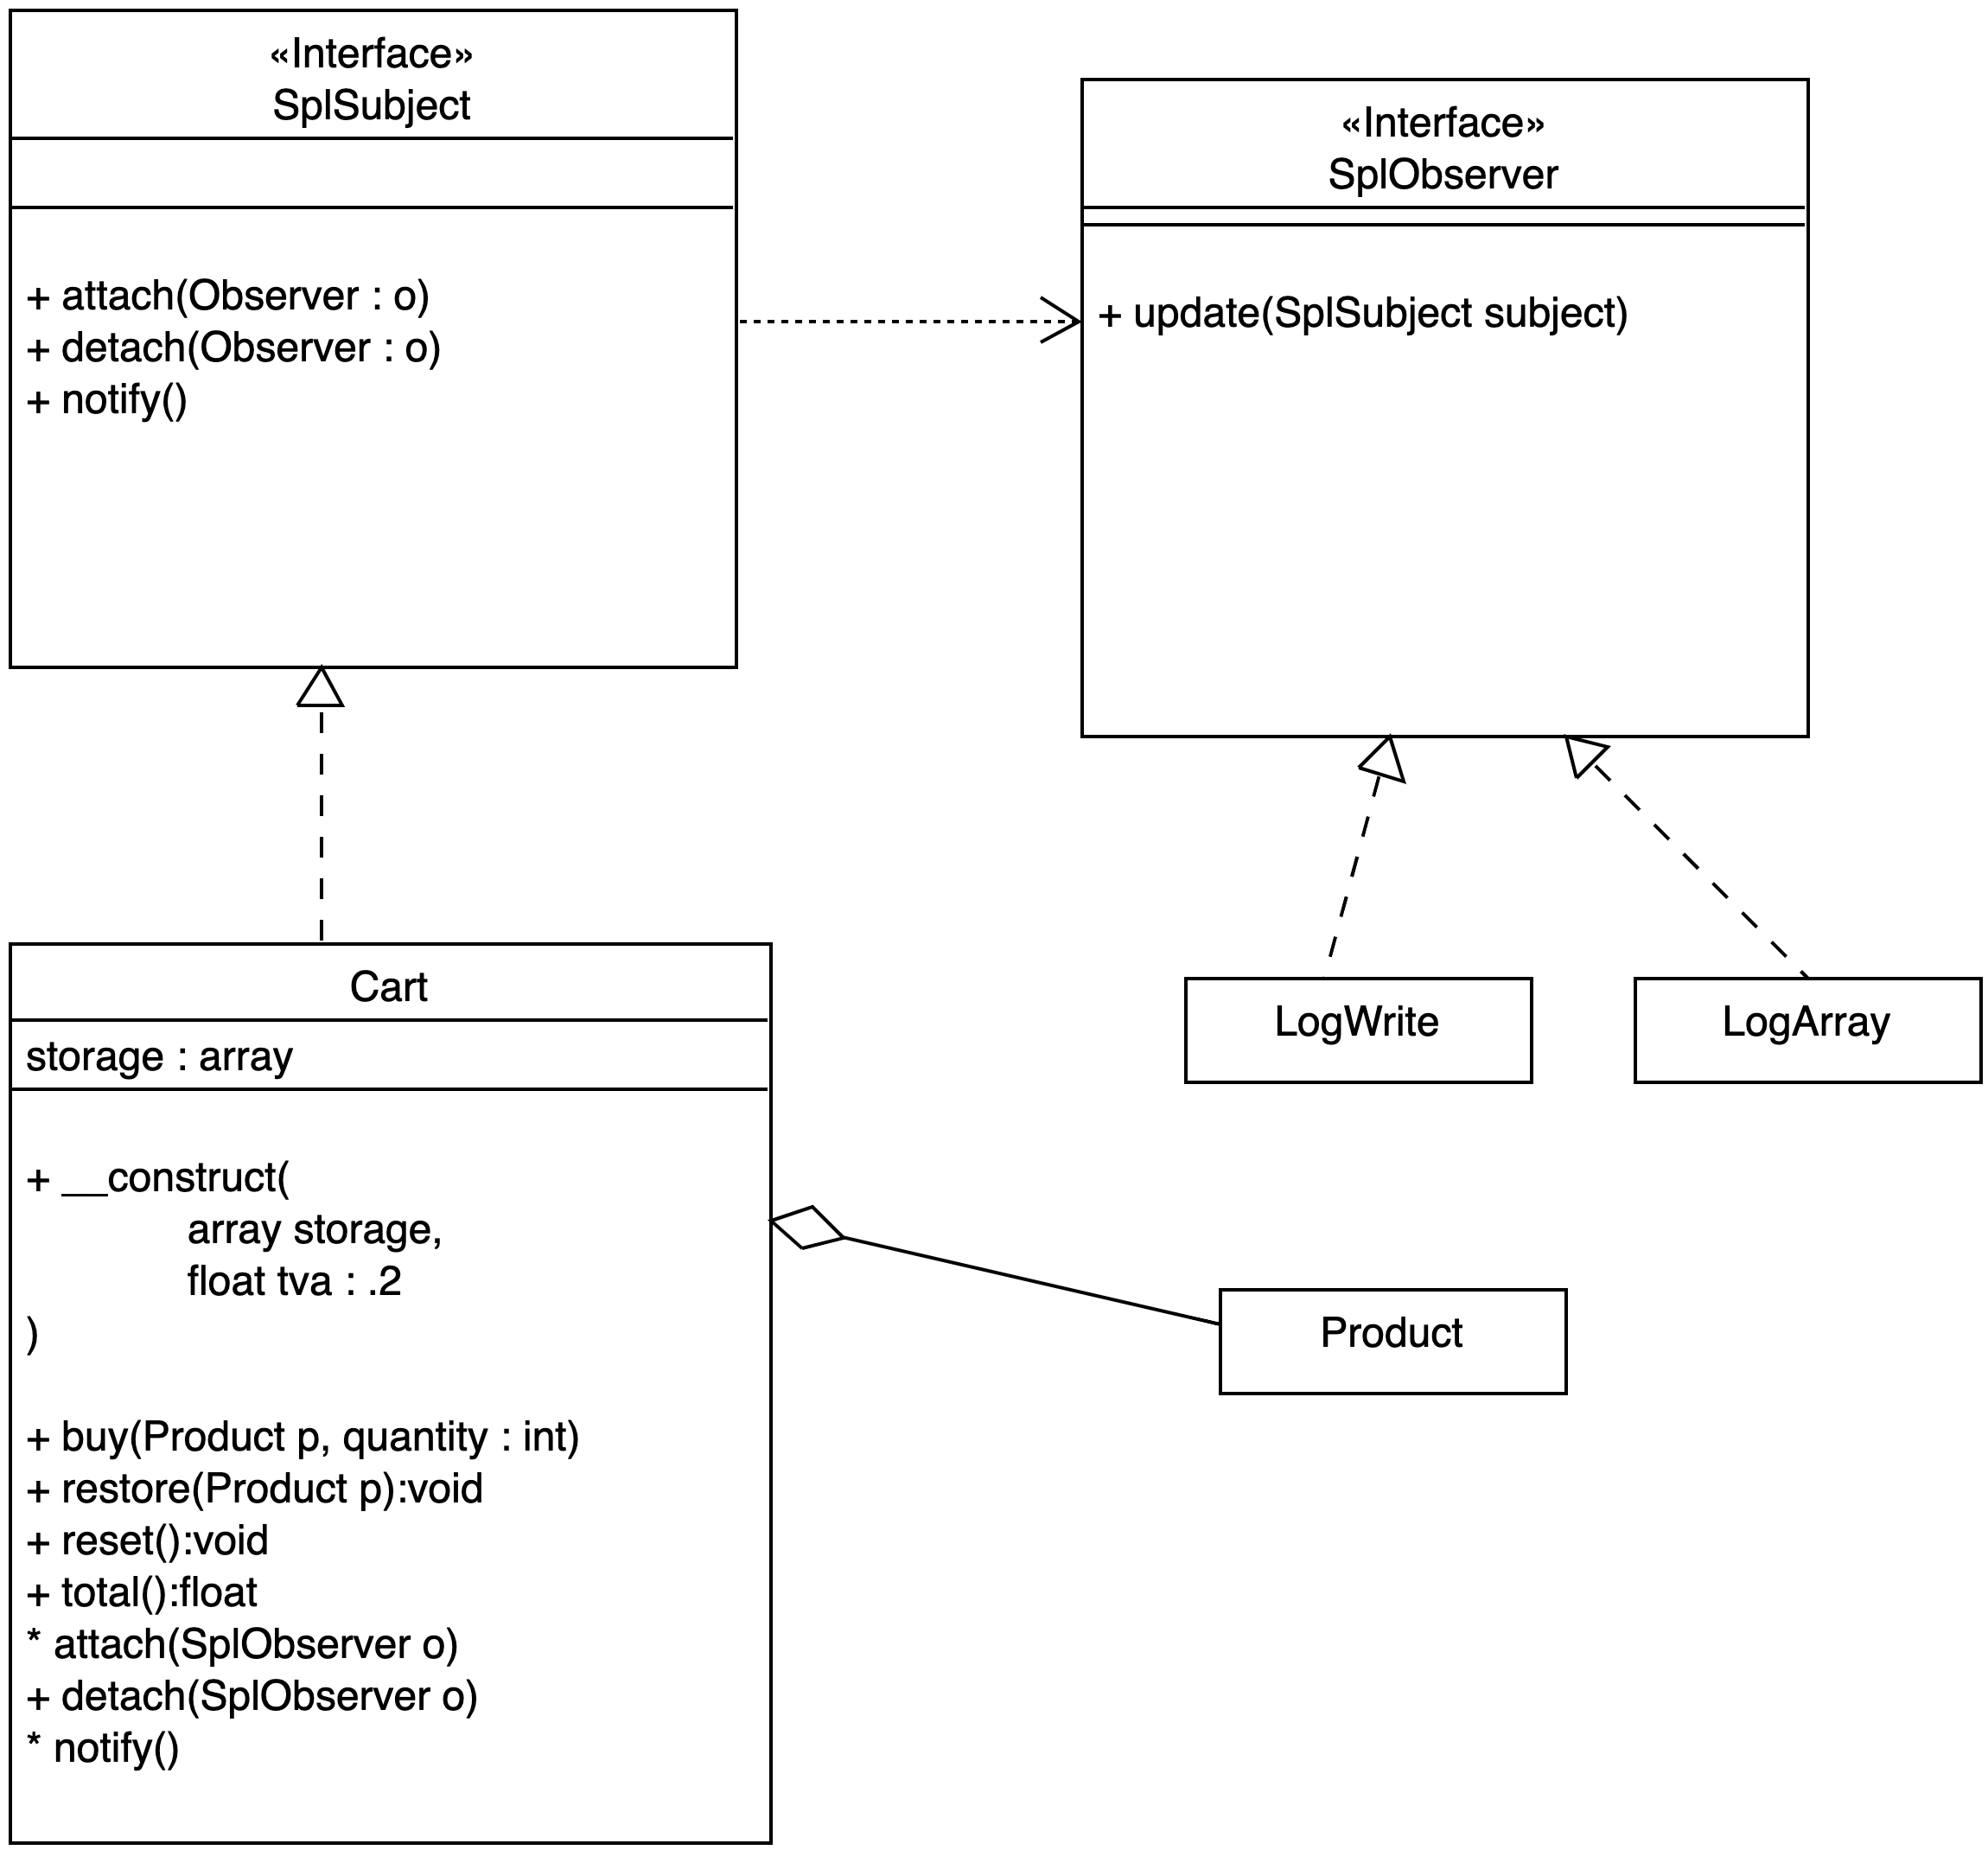 «Interface»
SplSubject
+ attach(Observer : o)
+ detach(Observer : o)
+ notify()
«Interface»
SplObserver
+ update(SplSubject subject)
Cart
storage : array
+ __construct(
array storage,
float tva : .2
)
+ buy(Product p, quantity : int)
+ restore(Product p):void
+ reset():void
+ total():float
* attach(SplObserver o)
+ detach(SplObserver o)
* notify()
LogWrite
LogArray
Product